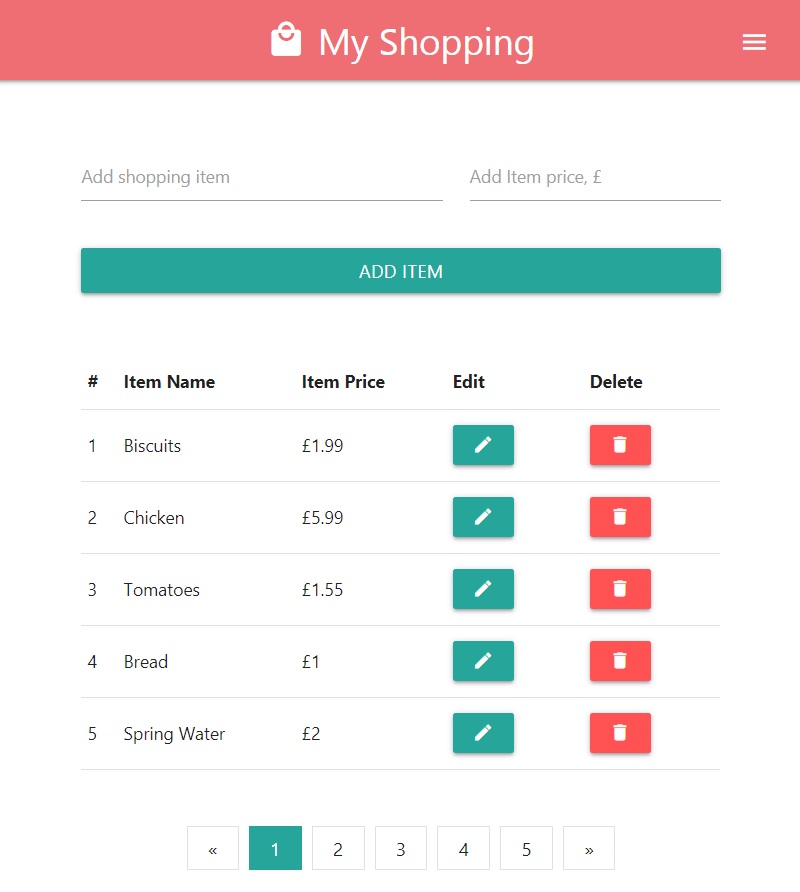 My Shopping
Add shopping item Add Item price, £
ADD ITEM
# Item Name Item Price Edit Delete
1 Biscuits £1.99
2 Chicken £5.99
3 Tomatoes £1.55
4 Bread £1
5 Spring Water £2
« 1 2 3 4 5 »